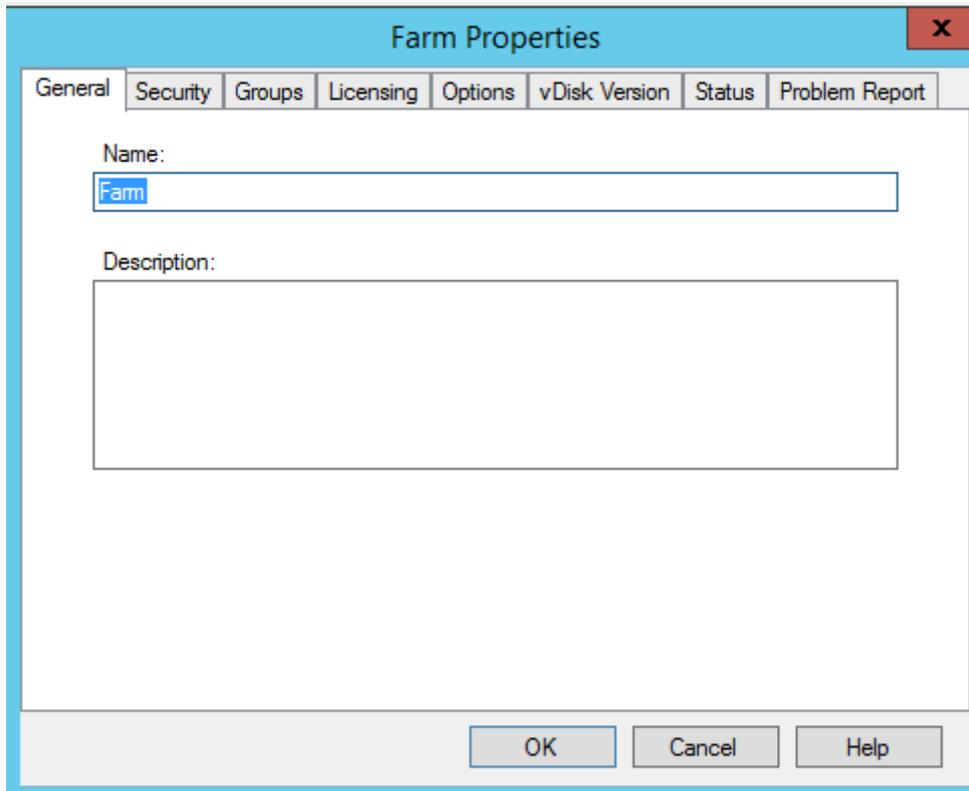 Farm Properties
x
General Security Groups Licensing Options vDisk Version Status Problem Report
Name:
Farm
Description:
OK Cancel Help